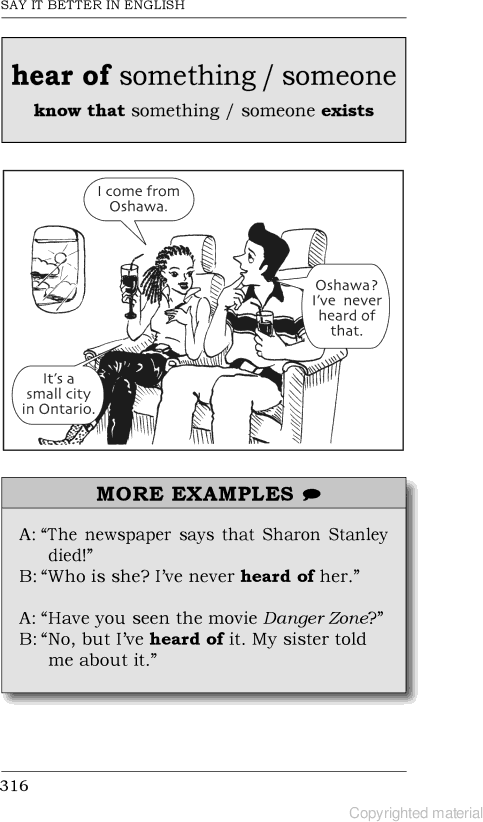 SAY IT BETTER IN ENGLISH
hear of something / someone
know that something / someone exists
I come from
Oshawa.
Oshawa?
I've never
heard of
that.
It's a
small city
in Ontario.
MORE EXAMPLES
A: “The newspaper says that Sharon Stanley
died!”
B: “Who is she? I've never heard of her.”
A: “Have you seen the movie Danger Zone?”
B: “No, but I've heard of it. My sister told
me about it.”
316
Copyrighted material